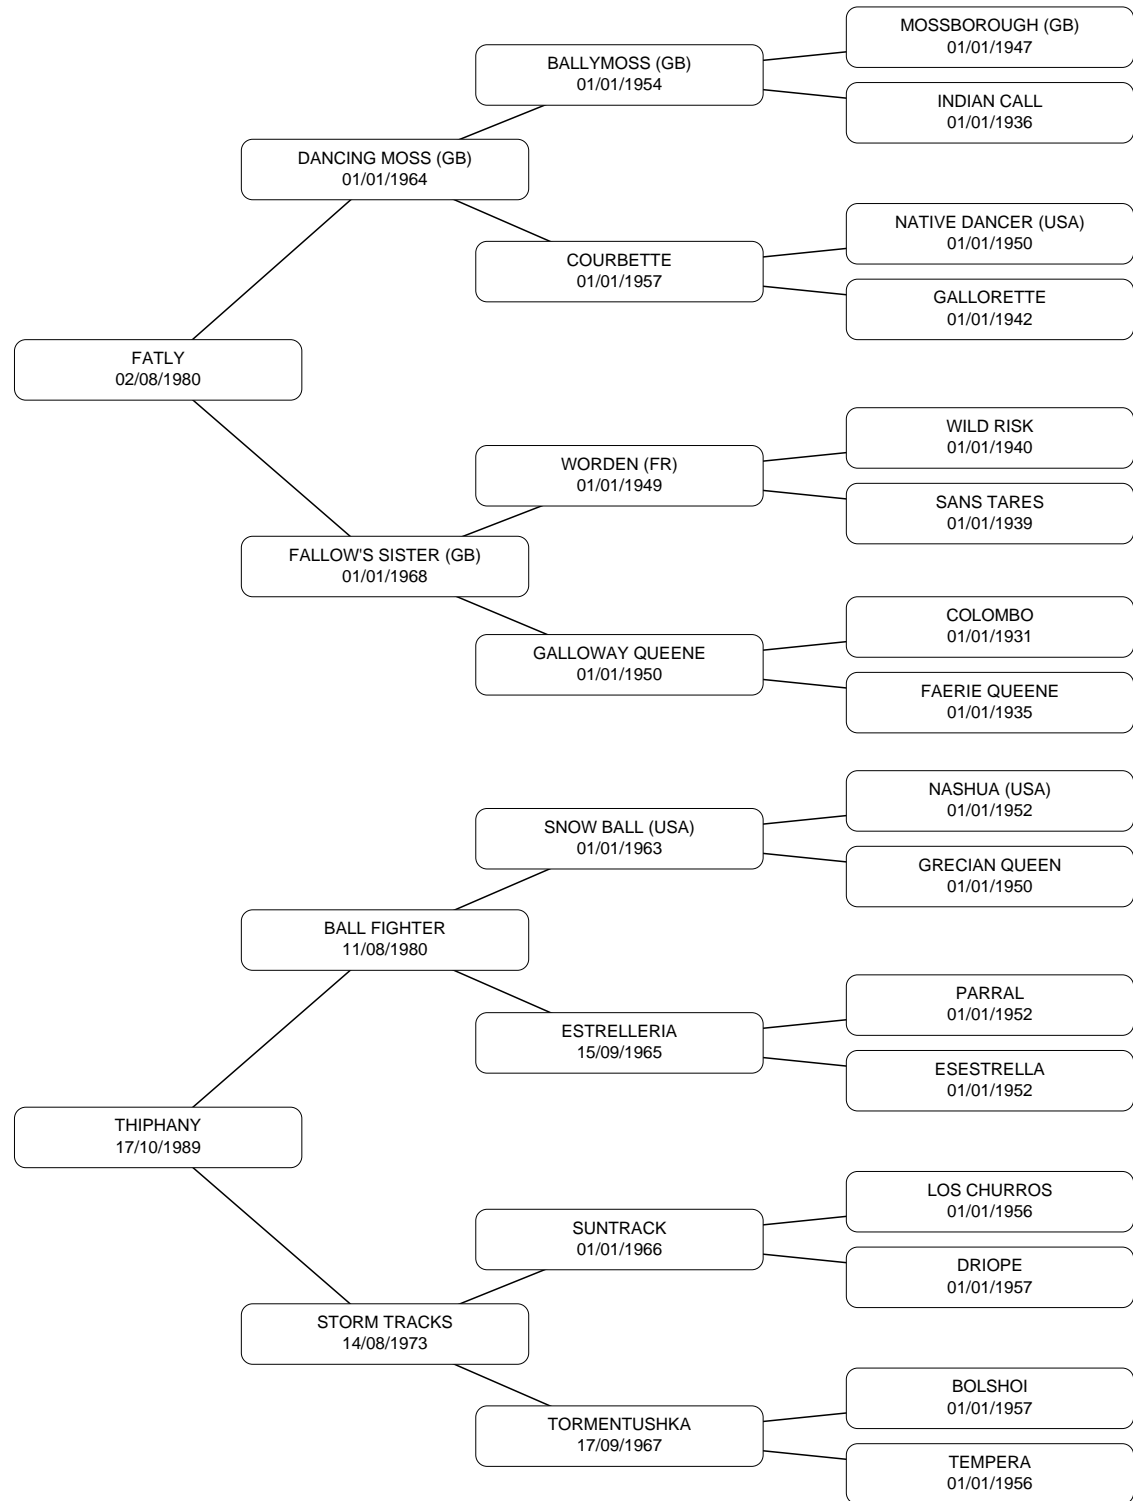 MOSSBOROUGH (GB)
01/01/1947
BALLYMOSS (GB)
01/01/1954
INDIAN CALL
01/01/1936
DANCING MOSS (GB)
01/01/1964
NATIVE DANCER (USA)
01/01/1950
COURBETTE
01/01/1957
GALLORETTE
01/01/1942
FATLY
02/08/1980
WILD RISK
01/01/1940
WORDEN (FR)
01/01/1949
SANS TARES
01/01/1939
FALLOW'S SISTER (GB)
01/01/1968
COLOMBO
01/01/1931
GALLOWAY QUEENE
01/01/1950
FAERIE QUEENE
01/01/1935
NASHUA (USA)
01/01/1952
SNOW BALL (USA)
01/01/1963
GRECIAN QUEEN
01/01/1950
BALL FIGHTER
11/08/1980
PARRAL
01/01/1952
ESTRELLERIA
15/09/1965
ESESTRELLA
01/01/1952
THIPHANY
17/10/1989
LOS CHURROS
01/01/1956
SUNTRACK
01/01/1966
DRIOPE
01/01/1957
STORM TRACKS
14/08/1973
BOLSHOI
01/01/1957
TORMENTUSHKA
17/09/1967
TEMPERA
01/01/1956